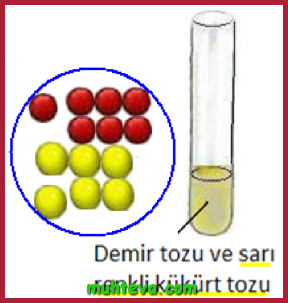 Demir tozu ve sarı
renkli kükürt tozu
muhteva.com